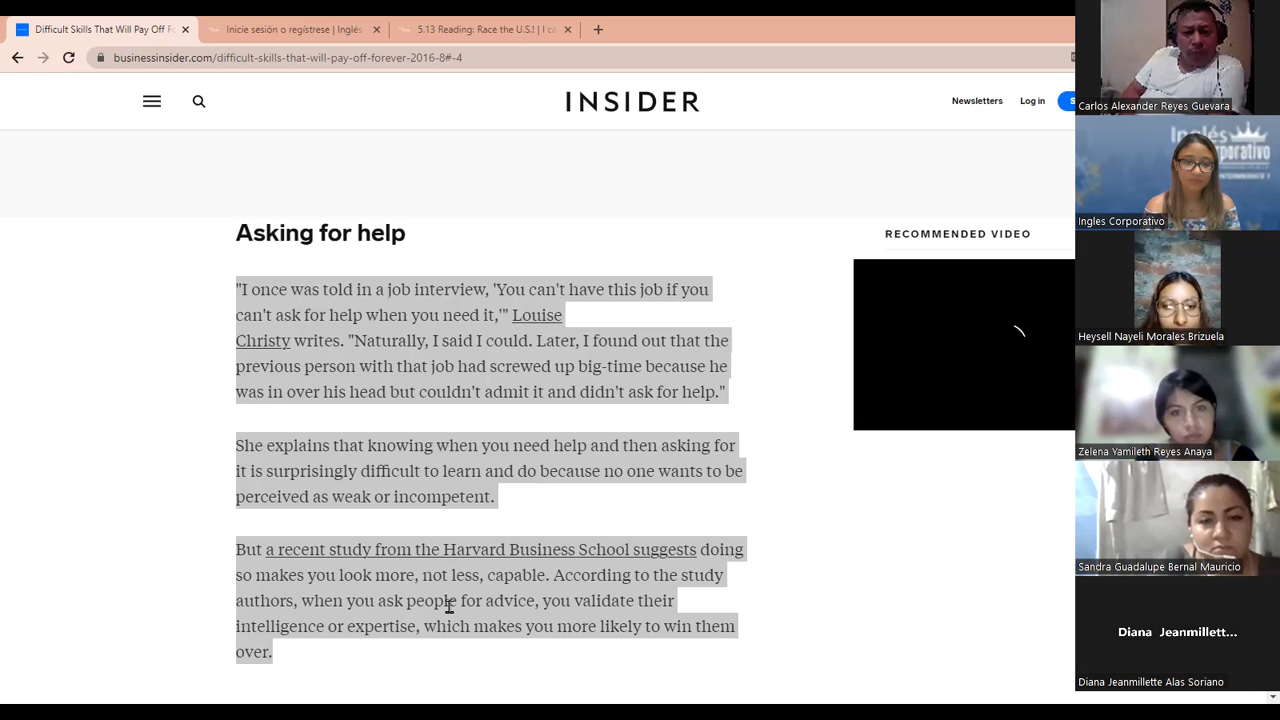 Difficult Skills That Will Pay Off F
Inicie sesión o regístrese | Inglés
5.13 Reading: Race the U.S.! | I ca
businessinsider.com/difficult-skills-that-will-pay-off-forever-2016-8#-4
INSIDER
Newsletters
Log in
S
Asking for help
"I once was told in a job interview, 'You can't have this job if you
can't ask for help when you need it,'" Louise
Christy writes. "Naturally, I said I could. Later, I found out that the
previous person with that job had screwed up big-time because he
was in over his head but couldn't admit it and didn't ask for help."
She explains that knowing when you need help and then asking for
it is surprisingly difficult to learn and do because no one wants to be
perceived as weak or incompetent.
But a recent study from the Harvard Business School suggests doing
so makes you look more, not less, capable. According to the study
authors, when you ask people for advice, you validate their
intelligence or expertise, which makes you more likely to win them
over.
RECOMMENDED VIDEO
Carlos Alexander Reyes Guevara
Inglés
Corporativo
Ingles Corporativo
Heysell Nayeli Morales Brizuela
Zelena Yamileth Reyes Anaya
Sandra Guadalupe Bernal Mauricio
Diana Jeanmillett...
Diana Jeanmillette Alas Soriano